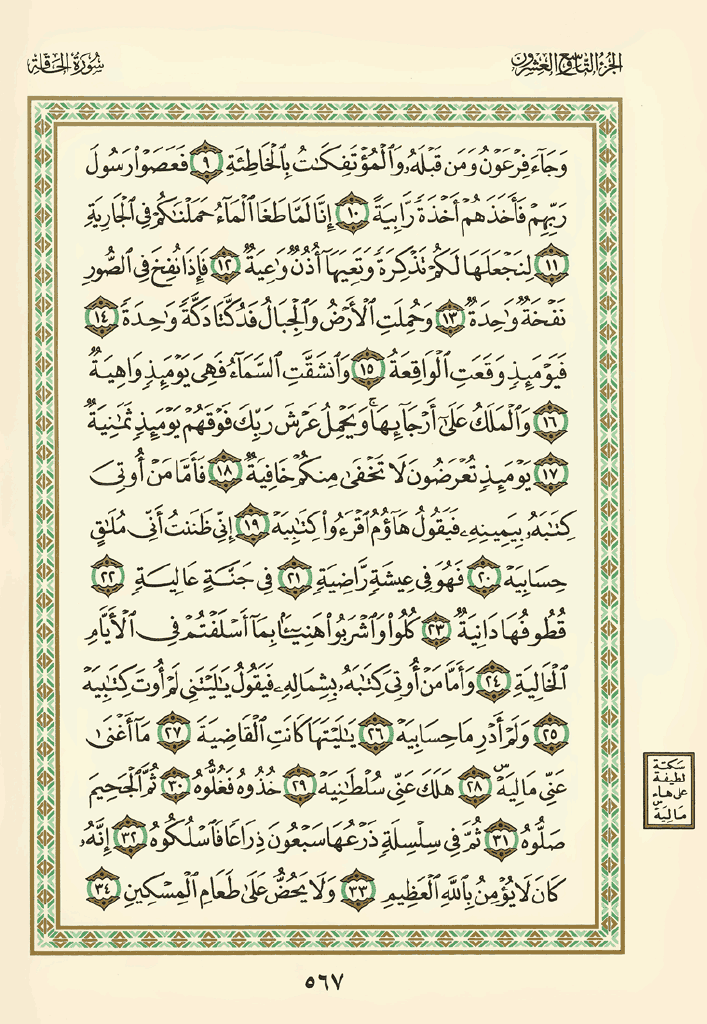 الجزء التاسع والعشرون
سورة الحاقة
وَجَآءَ فِرۡعَوۡنُ وَمَن قَبۡلَهُۥ وَٱلۡمُؤۡتَفِكَٰتُ بِٱلۡخَاطِئَةِ ٩ فَعَصَوۡاْ رَسُولَ
رَبِّهِمۡ فَأَخَذَهُمۡ أَخۡذَةٗ رَّابِيَةً ١٠ إِنَّا لَمَّا طَغَا ٱلۡمَآءُ حَمَلۡنَٰكُمۡ فِي ٱلۡجَارِيَةِ
١١ لِنَجۡعَلَهَا لَكُمۡ تَذۡكِرَةٗ وَتَعِيَهَآ أُذُنٞ وَٰعِيَةٞ ١٢ فَإِذَا نُفِخَ فِي ٱلصُّورِ
نَفۡخَةٞ وَٰحِدَةٞ ١٣ وَحُمِلَتِ ٱلۡأَرۡضُ وَٱلۡجِبَالُ فَدُكَّتَا دَكَّةٗ وَٰحِدَةٗ ١٤
فَيَوۡمَئِذٖ وَقَعَتِ ٱلۡوَاقِعَةُ ١٥ وَٱنشَقَّتِ ٱلسَّمَآءُ فَهِيَ يَوۡمَئِذٖ وَاهِيَةٞ
١٦ وَٱلۡمَلَكُ عَلَىٰٓ أَرۡجَآئِهَاۚ وَيَحۡمِلُ عَرۡشَ رَبِّكَ فَوۡقَهُمۡ يَوۡمَئِذٖ ثَمَٰنِيَةٞ
١٧ يَوۡمَئِذٖ تُعۡرَضُونَ لَا تَخۡفَىٰ مِنكُمۡ خَافِيَةٞ ١٨ فَأَمَّا مَنۡ أُوتِيَ
كِتَٰبَهُۥ بِيَمِينِهِۦ فَيَقُولُ هَآؤُمُ ٱقۡرَءُواْ كِتَٰبِيَهۡ ١٩ إِنِّي ظَنَنتُ أَنِّي مُلَٰقٍ
حِسَابِيَهۡ ٢٠ فَهُوَ فِي عِيشَةٖ رَّاضِيَةٖ ٢١ فِي جَنَّةٍ عَالِيَةٖ ٢٢
قُطُوفُهَا دَانِيَةٞ ٢٣ كُلُواْ وَٱشۡرَبُواْ هَنِيٓـَٔۢا بِمَآ أَسۡلَفۡتُمۡ فِي ٱلۡأَيَّامِ
ٱلۡخَالِيَةِ ٢٤ وَأَمَّا مَنۡ أُوتِيَ كِتَٰبَهُۥ بِشِمَالِهِۦ فَيَقُولُ يَٰلَيۡتَنِي لَمۡ أُوتَ كِتَٰبِيَهۡ
٢٥ وَلَمۡ أَدۡرِ مَا حِسَابِيَهۡ ٢٦ يَٰلَيۡتَهَا كَانَتِ ٱلۡقَاضِيَةَ ٢٧ مَآ أَغۡنَىٰ
عَنِّي مَالِيَهۡۜ ٢٨ هَلَكَ عَنِّي سُلۡطَٰنِيَهۡ ٢٩ خُذُوهُ فَغُلُّوهُ ٣٠ ثُمَّ ٱلۡجَحِيمَ
صَلُّوهُ ٣١ ثُمَّ فِي سِلۡسِلَةٖ ذَرۡعُهَا سَبۡعُونَ ذِرَاعٗا فَٱسۡلُكُوهُ ٣٢ إِنَّهُۥ
كَانَ لَا يُؤۡمِنُ بِٱللَّهِ ٱلۡعَظِيمِ ٣٣ وَلَا يَحُضُّ عَلَىٰ طَعَامِ ٱلۡمِسۡكِينِ ٣٤
سكتة
لطيفة
على هاء
مَالِيَهۡۜ
٥٦٧